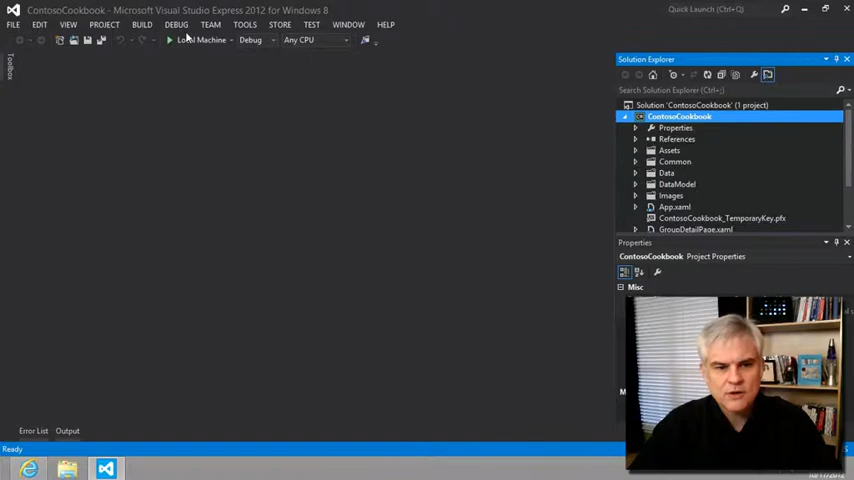 ContosoCookbook - Microsoft Visual Studio Express 2012 for Windows 8
Quick Launch (Ctrl+Q)
FILE EDIT VIEW PROJECT BUILD DEBUG TEAM TOOLS STORE TEST WINDOW HELP
Local Machine Debug Any CPU
Toolbox
Solution Explorer
Search Solution Explorer (Ctrl+;)
Solution 'ContosoCookbook' (1 project)
ContosoCookbook
Properties
References
Assets
Common
Data
DataModel
Images
App.xaml
ContosoCookbook_TemporaryKey.pfx
GroupDetailPage.xaml
Properties
ContosoCookbook Project Properties
Misc
Error List Output
Ready